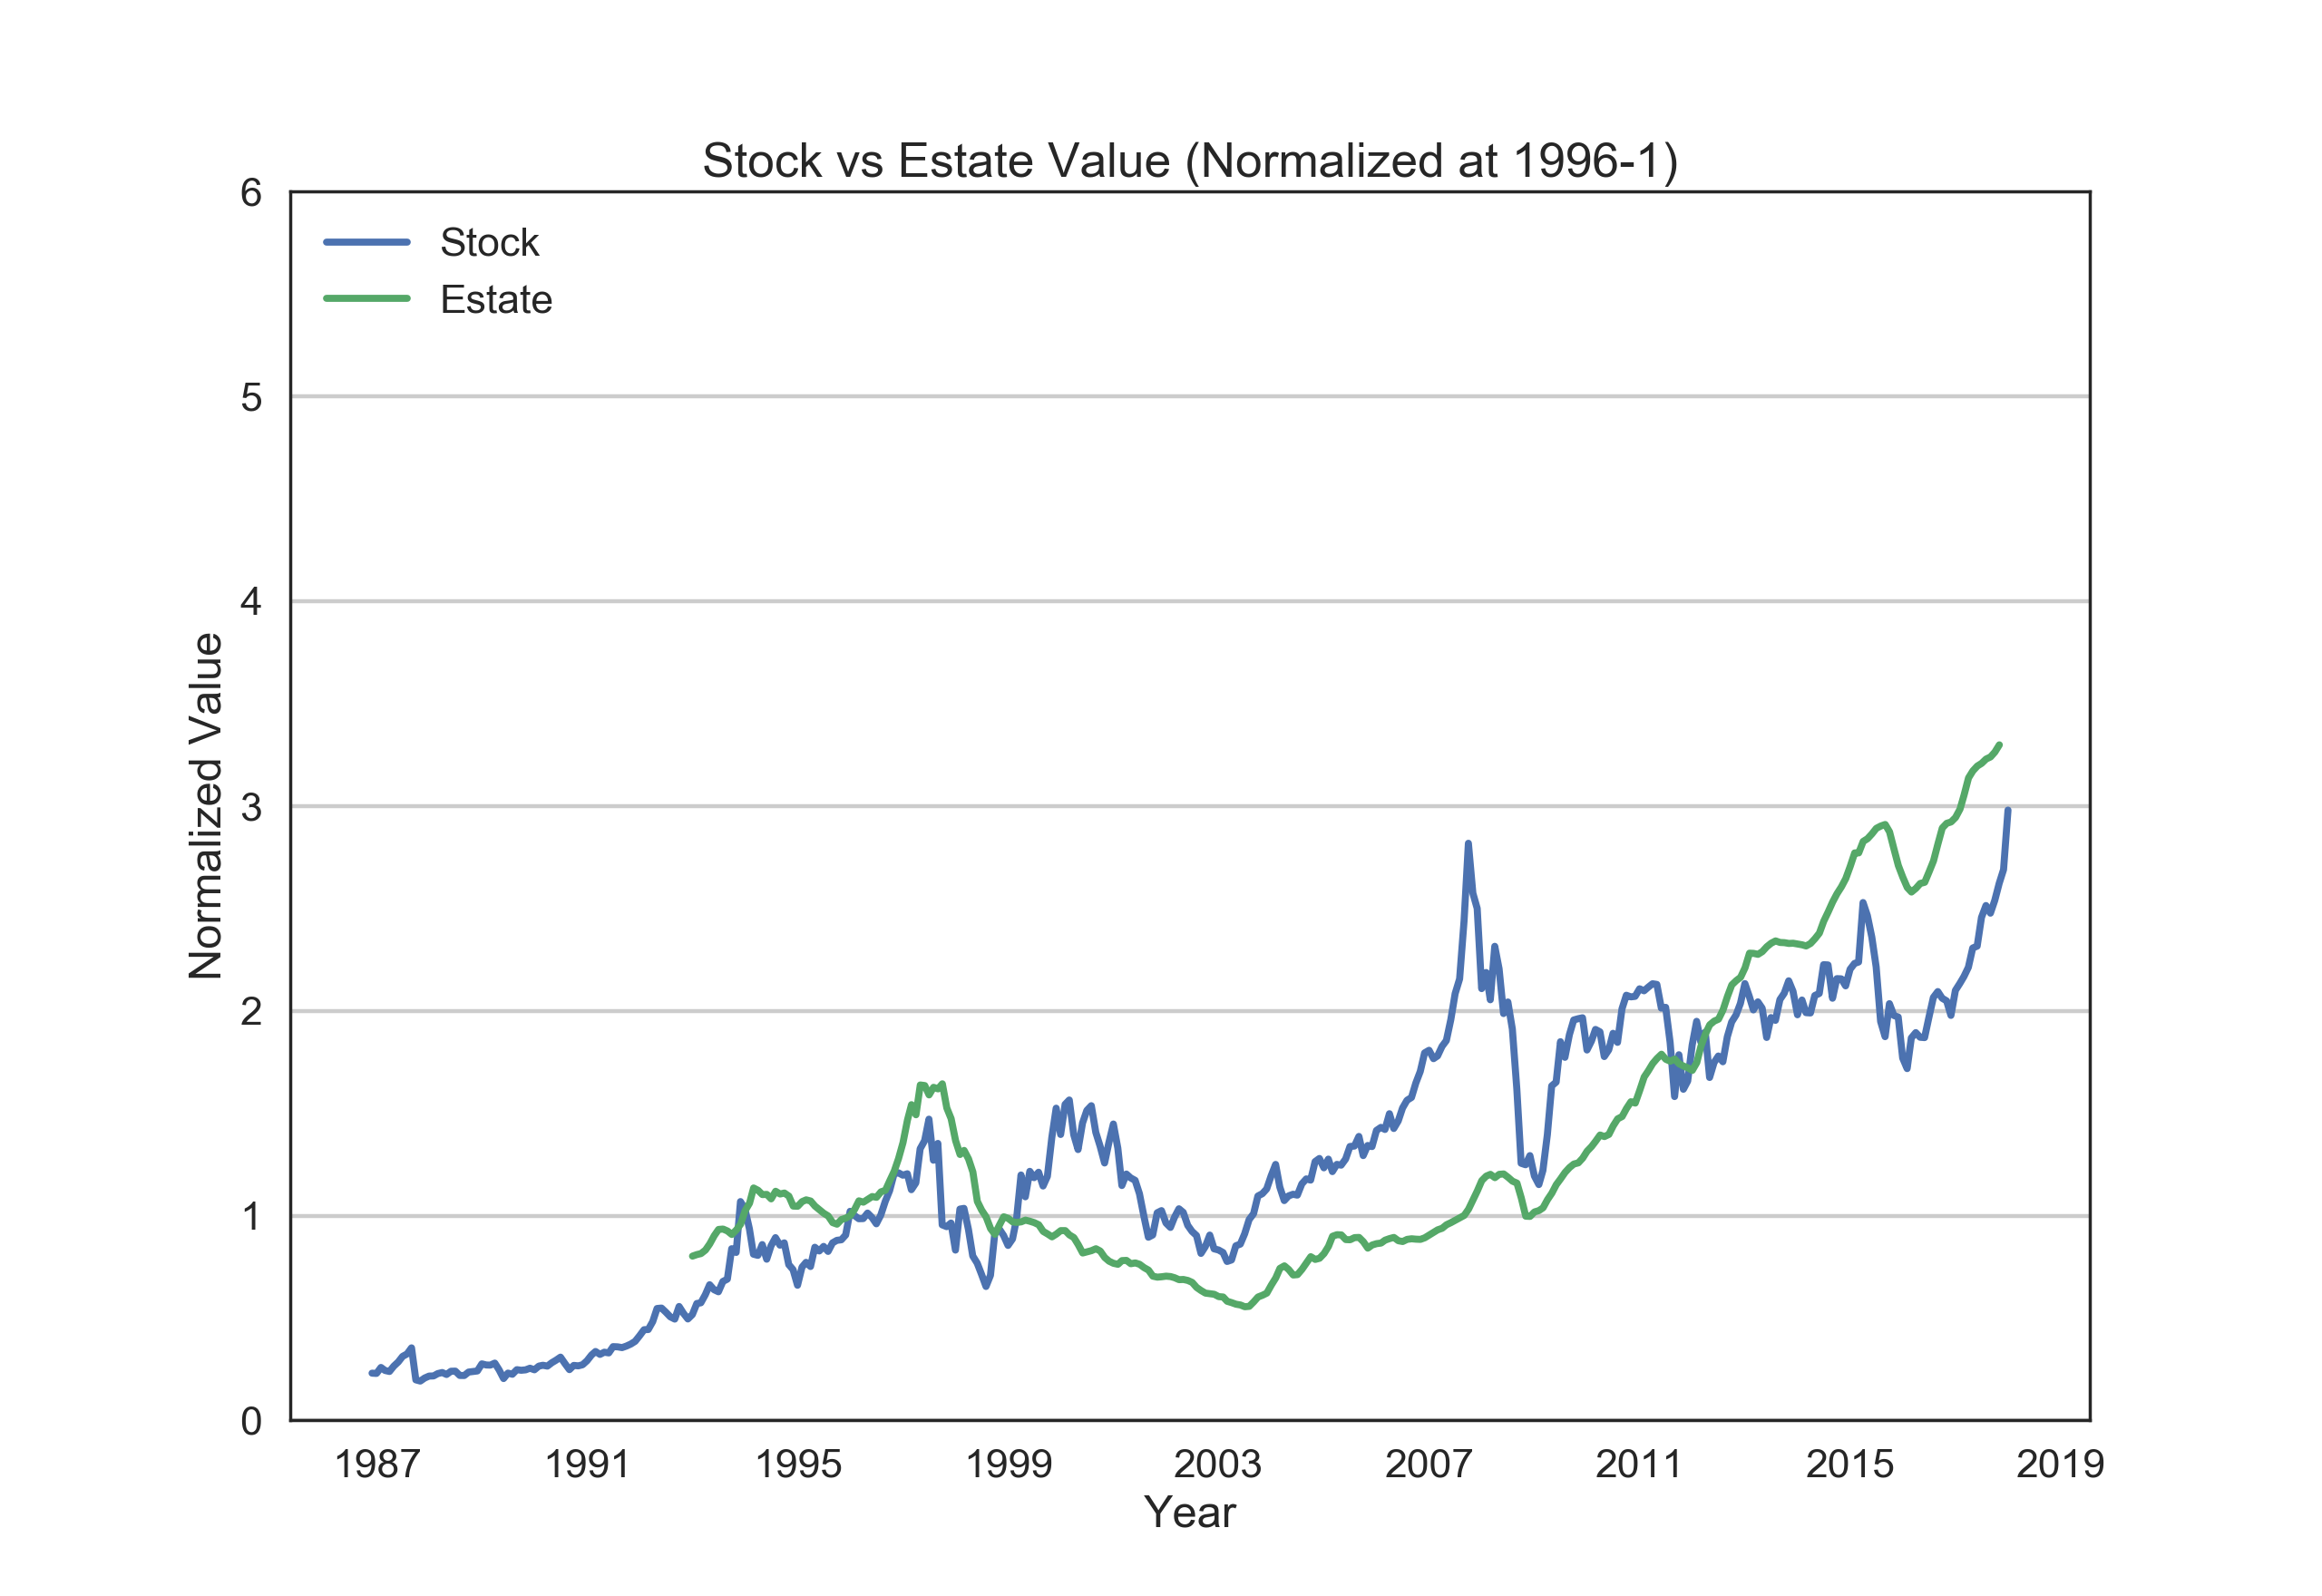 Stock vs Estate Value (Normalized at 1996-1)
6
Stock
Estate
5
4
3
2
1
0
Normalized Value
1987 1991 1995 1999 2003 2007 2011 2015 2019
Year